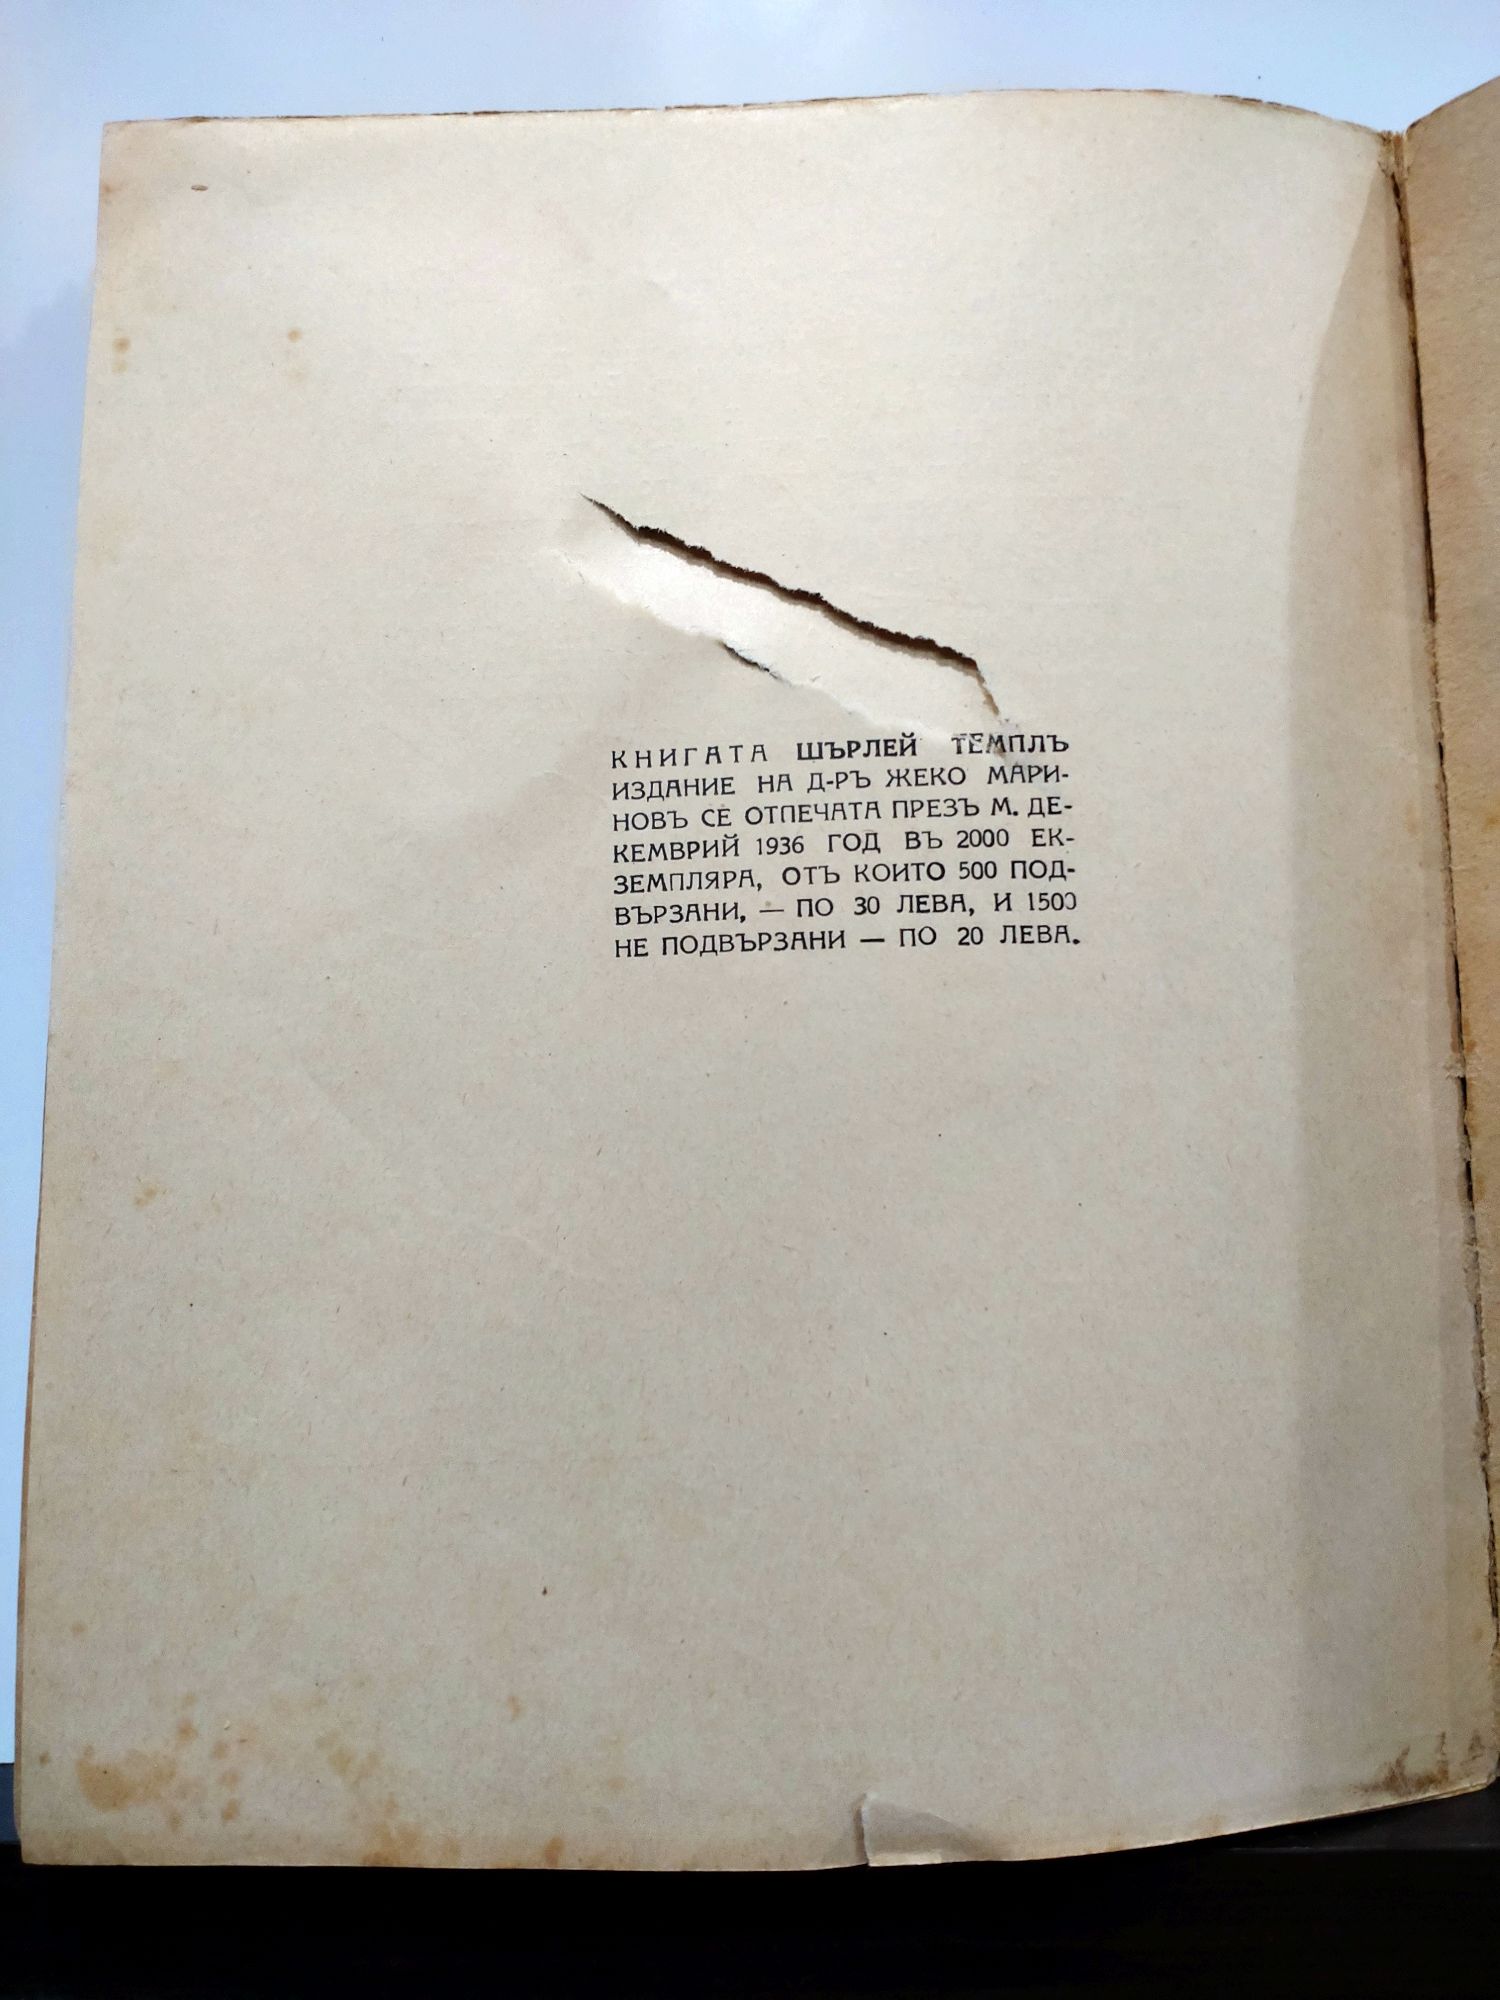 КНИГАТА ШЪРЛЕЙ ТЕМПЛЪ
ИЗДАНИЕ НА Д-РЪ ЖЕКО МАРИ-
НОВЪ СЕ ОТПЕЧАТА ПРЕЗЪ М. ДЕ-
КЕМВРИЙ 1936 ГОД ВЪ 2000 ЕК-
ЗЕМПЛЯРА, ОТЪ КОИТО 500 ПОД-
ВЪРЗАНИ, — ПО 30 ЛЕВА, И 1500
НЕ ПОДВЪРЗАНИ — ПО 20 ЛЕВА.